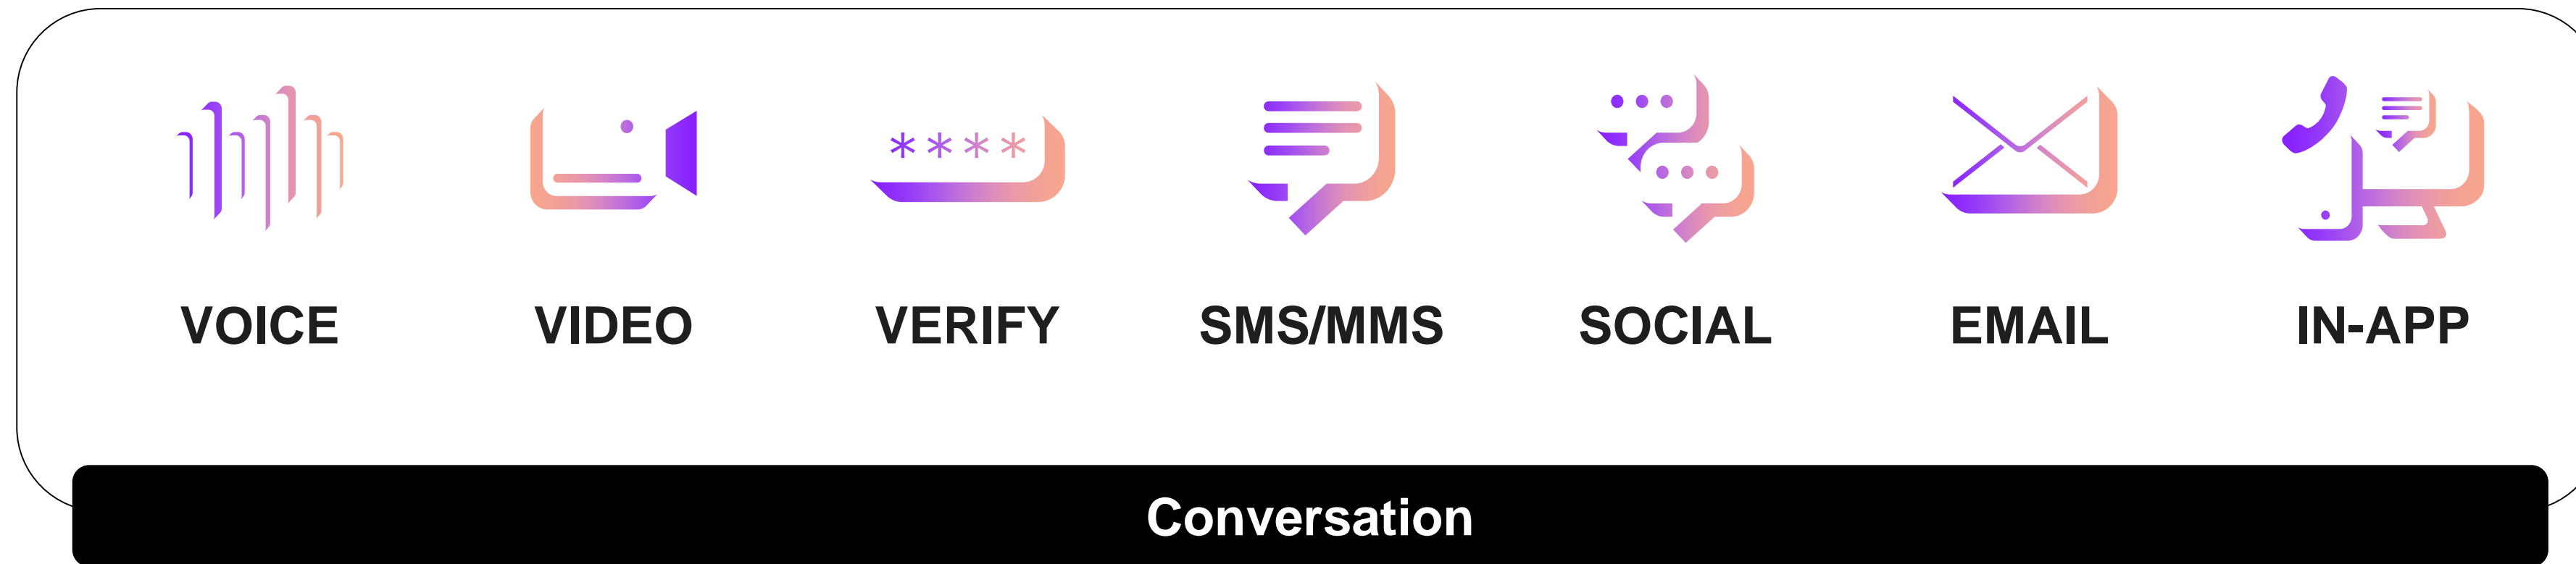 ****
VOICE VIDEO VERIFY SMS/MMS SOCIAL EMAIL IN-APP
Conversation